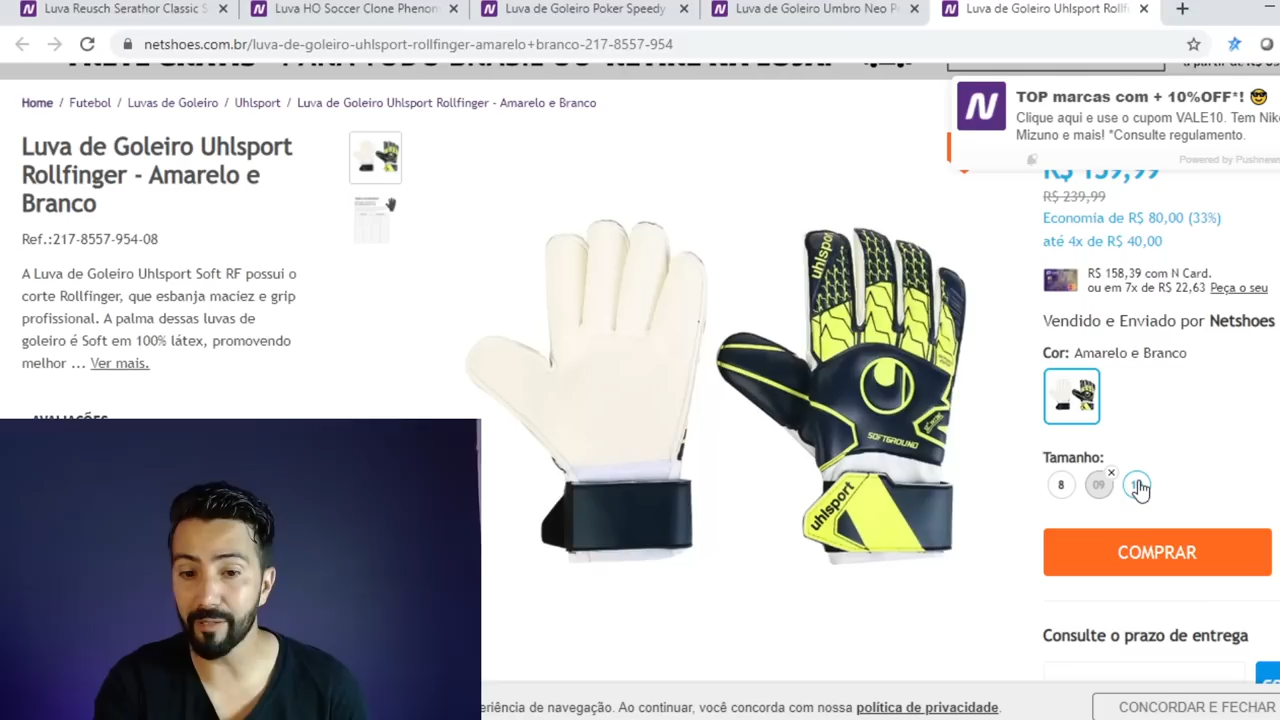 Luva Reusch Serathor Classic S
Luva HO Soccer Clone Phenom
Luva de Goleiro Poker Speedy
Luva de Goleiro Umbro Neo P
Luva de Goleiro Uhlsport Rollf
netshoes.com.br/luva-de-goleiro-uhlsport-rollfinger-amarelo+branco-217-8557-954
Home / Futebol / Luvas de Goleiro / Uhlsport / Luva de Goleiro Uhlsport Rollfinger - Amarelo e Branco
TOP marcas com + 10%OFF*! 😎
Clique aqui e use o cupom VALE10. Tem Nike
Mizuno e mais! *Consulte regulamento.
Powered by Pushnews
Luva de Goleiro Uhlsport
Rollfinger - Amarelo e
Branco
Ref.:217-8557-954-08
A Luva de Goleiro Uhlsport Soft RF possui o
corte Rollfinger, que esbanja maciez e grip
profissional. A palma dessas luvas de
goleiro é Soft em 100% látex, promovendo
melhor ... Ver mais.
AVALIAÇÕES
uhlsport
SOFTGROUND
uhlsport
R$ 159,99
R$ 239,99
Economia de R$ 80,00 (33%)
até 4x de R$ 40,00
R$ 158,39 com N Card.
ou em 7x de R$ 22,63 Peça o seu
Vendido e Enviado por Netshoes
Cor: Amarelo e Branco
Tamanho:
8 09
COMPRAR
Consulte o prazo de entrega
eriência de navegação. Ao continuar, você concorda com nossa política de privacidade.
CONCORDAR E FECHAR